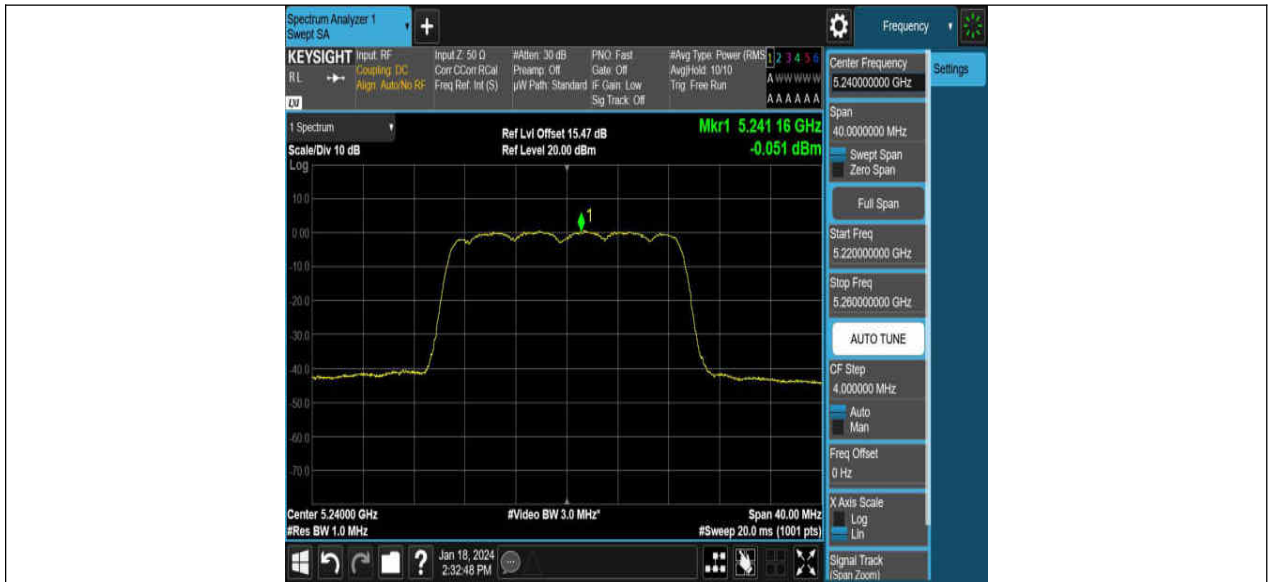 Spectrum Analyzer 1
Swept SA
+
Frequency
KEYSIGHT
RL
LXI
Input: RF
Coupling: DC
Align: Auto/No RF
Input Z: 50 Ω
Corr CCorr RCal
Freq Ref: Int (S)
#Atten: 30 dB
Preamp: Off
µW Path: Standard
PNO: Fast
Gate: Off
IF Gain: Low
Sig Track: Off
#Avg Type: Power (RMS
Avg|Hold: 10/10
Trig: Free Run
1 2 3 4 5 6
A W W W W W
A A A A A A
Center Frequency
5.240000000 GHz
Settings
Span
40.0000000 MHz
Swept Span
Zero Span
Full Span
Start Freq
5.220000000 GHz
Stop Freq
5.260000000 GHz
AUTO TUNE
CF Step
4.000000 MHz
Auto
Man
Freq Offset
0 Hz
X Axis Scale
Log
Lin
Signal Track
(Span Zoom)
1 Spectrum
Scale/Div 10 dB
Log
Ref Lvl Offset 15.47 dB
Ref Level 20.00 dBm
Mkr1 5.241 16 GHz
-0.051 dBm
10.0
0.00
-10.0
-20.0
-30.0
-40.0
-50.0
-60.0
-70.0
1
Center 5.24000 GHz
#Res BW 1.0 MHz
#Video BW 3.0 MHz*
Span 40.00 MHz
#Sweep 20.0 ms (1001 pts)
?
Jan 18, 2024
2:32:48 PM